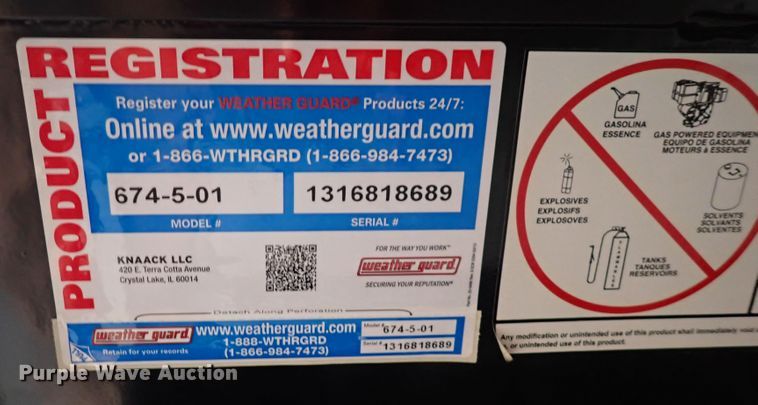 PRODUCT REGISTRATION
Register your WEATHER GUARD® Products 24/7:
Online at www.weatherguard.com
or 1-866-WTHRGRD (1-866-984-7473)
674-5-01
1316818689
MODEL #
SERIAL #
KNAACK LLC
420 E. Terra Cotta Avenue
Crystal Lake, IL 60014
FOR THE WAY YOU WORK™
weather guard
SECURING YOUR REPUTATION®
Detach Along Perforation
weather guard
Retain for your records
www.weatherguard.com
1-888-WTHRGRD
(1-866-984-7473)
Model # 674-5-01
Serial # 1316818689
GAS
GASOLINA
ESSENCE
GAS POWERED EQUIPMEN
EQUIPO DE GASOLINA
MOTEURS à ESSENCE
EXPLOSIVES
EXPLOSIFS
EXPLOSOVES
SOLVENTS
SOLVANTS
SOLVENTES
TANKS
TANQUES
RESERVOIRS
Any modification or unintended use of this product shall immediately void
, or unintended use of this product.
Purple Wave Auction